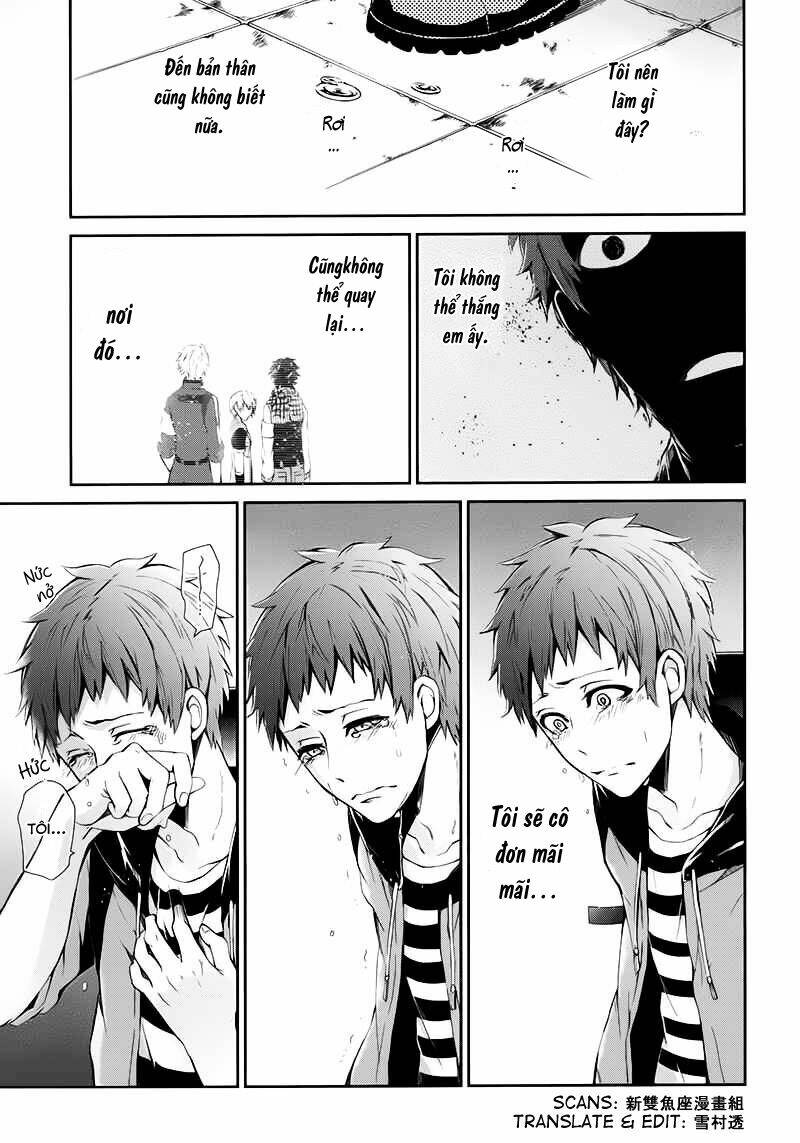 Tôi nên
làm gì
đây?
Đến bản thân
cũng không biết
nữa.
Rơi
...
Rơi
...
Tôi không
thể thắng
em ấy.
Cũngkhông
thể quay
lại...
nơi
đó...
Tôi sẽ cô
đơn mãi
mãi...
......
Nức
nở
Hức
TÔI...
SCANS: 新雙魚座漫畫組
TRANSLATE & EDIT: 雪村透